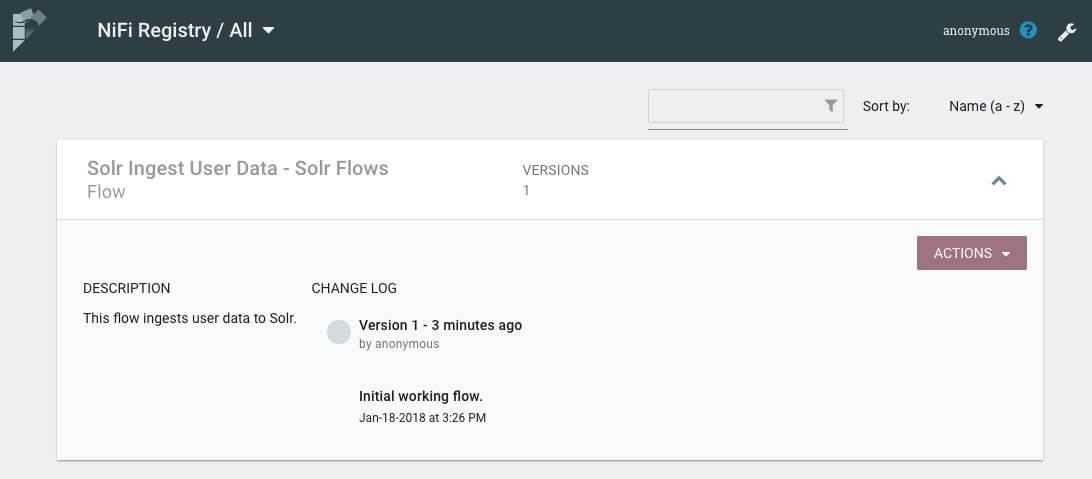 NiFi Registry / All
anonymous
Sort by:
Name (a - z)
Solr Ingest User Data - Solr Flows
Flow
VERSIONS
1
ACTIONS
DESCRIPTION
This flow ingests user data to Solr.
CHANGE LOG
Version 1 - 3 minutes ago
by anonymous
Initial working flow.
Jan-18-2018 at 3:26 PM